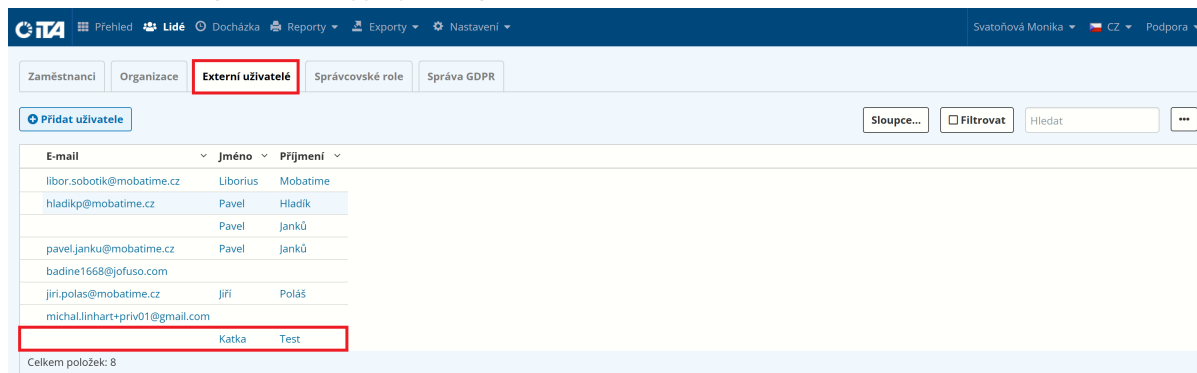 iTA Přehled Lidé Docházka Reporty Exporty Nastavení Svatoňová Monika CZ Podpora
Zaměstnanci Organizace Externí uživatelé Správcovské role Správa GDPR
Přidat uživatele Sloupce... Filtrovat Hledat ...
E-mail Jméno Příjmení
libor.sobotik@mobatime.cz Liborius Mobatime
hladikp@mobatime.cz Pavel Hladík
Pavel Janků
pavel.janku@mobatime.cz Pavel Janků
badine1668@jofuso.com
jiri.polas@mobatime.cz Jiří Poláš
michal.linhart+priv01@gmail.com
Katka Test
Celkem položek: 8